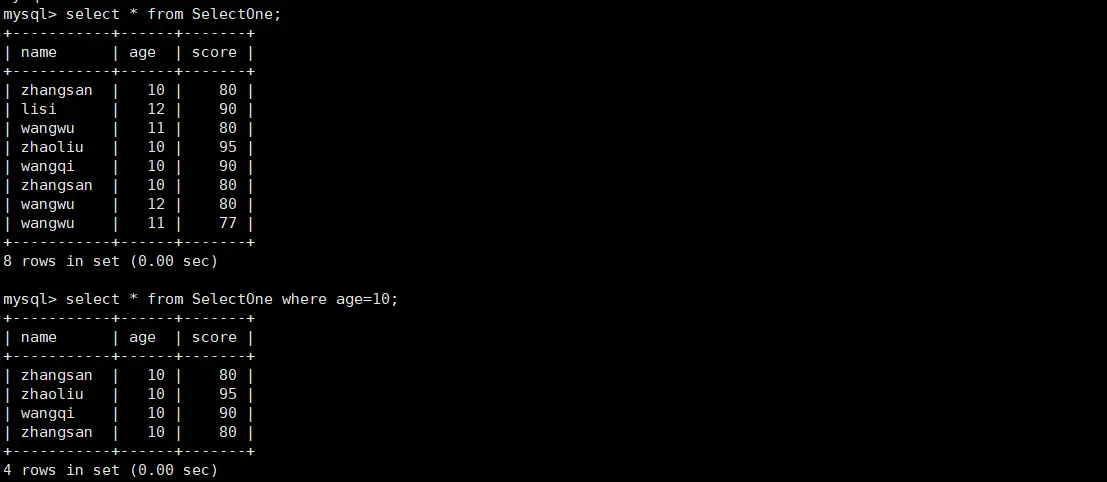 mysql> select * from SelectOne;
+-----------+------+-------+
| name      | age  | score |
+-----------+------+-------+
| zhangsan  |   10 |    80 |
| lisi      |   12 |    90 |
| wangwu    |   11 |    80 |
| zhaoliu   |   10 |    95 |
| wangqi    |   10 |    90 |
| zhangsan  |   10 |    80 |
| wangwu    |   12 |    80 |
| wangwu    |   11 |    77 |
+-----------+------+-------+
8 rows in set (0.00 sec)

mysql> select * from SelectOne where age=10;
+-----------+------+-------+
| name      | age  | score |
+-----------+------+-------+
| zhangsan  |   10 |    80 |
| zhaoliu   |   10 |    95 |
| wangqi    |   10 |    90 |
| zhangsan  |   10 |    80 |
+-----------+------+-------+
4 rows in set (0.00 sec)